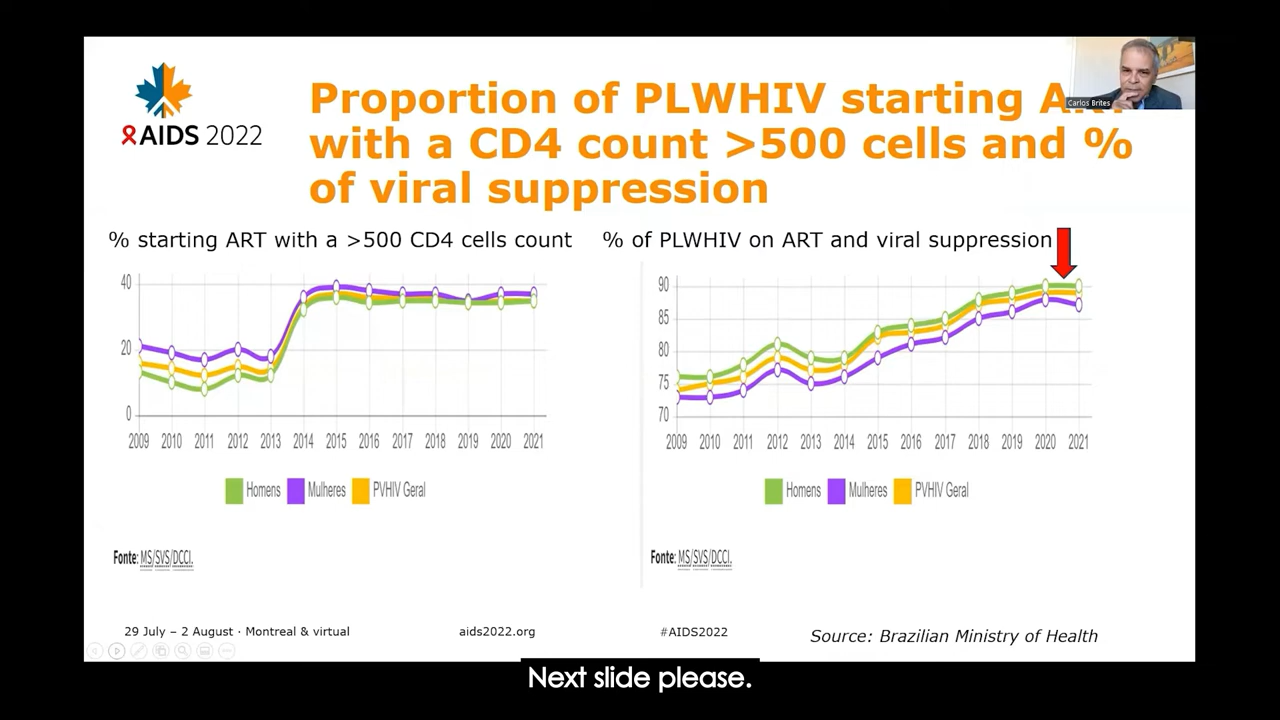 AIDS 2022
Proportion of PLWHIV starting ART
with a CD4 count >500 cells and %
of viral suppression
Carlos Brites
% starting ART with a >500 CD4 cells count
40
20
0
2009 2010 2011 2012 2013 2014 2015 2016 2017 2018 2019 2020 2021
Homens Mulheres PVHIV Geral
Fonte: MS/SVS/DCCI.
% of PLWHIV on ART and viral suppression
90
85
80
75
70
2009 2010 2011 2012 2013 2014 2015 2016 2017 2018 2019 2020 2021
Homens Mulheres PVHIV Geral
Fonte: MS/SVS/DCCI.
29 July – 2 August · Montreal & virtual
aids2022.org
#AIDS2022
Source: Brazilian Ministry of Health
Next slide please.